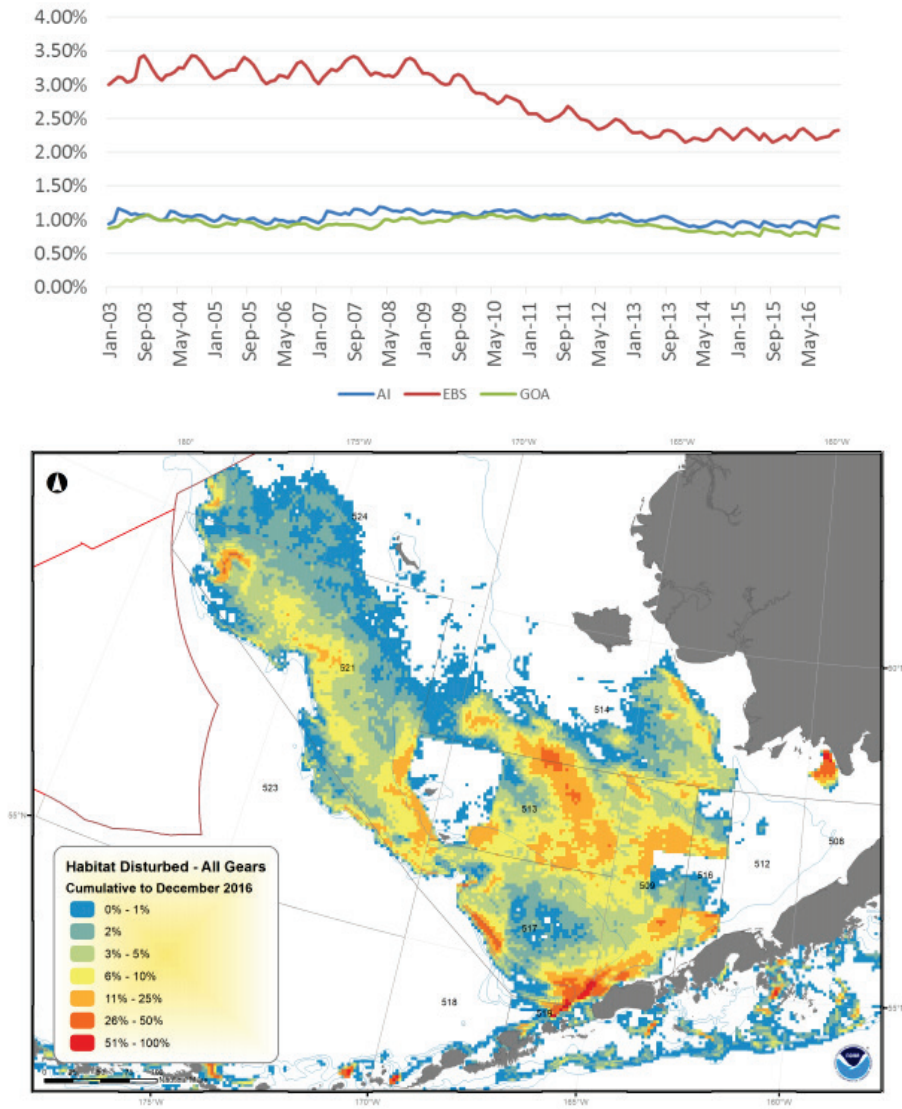 4.00%
3.50%
3.00%
2.50%
2.00%
1.50%
1.00%
0.50%
0.00%
Jan-03
Sep-03
May-04
Jan-05
Sep-05
May-06
Jan-07
Sep-07
May-08
Jan-09
Sep-09
May-10
Jan-11
Sep-11
May-12
Jan-13
Sep-13
May-14
Jan-15
Sep-15
May-16
AI EBS GOA
180° 175°W 170°W 165°W 160°W
524
521
514
523
513
508
512
516
509
517
518
519
55°N
55°N
Habitat Disturbed - All Gears
Cumulative to December 2016
0% - 1%
2%
3% - 5%
6% - 10%
11% - 25%
26% - 50%
51% - 100%
175°W 170°W 165°W 160°W